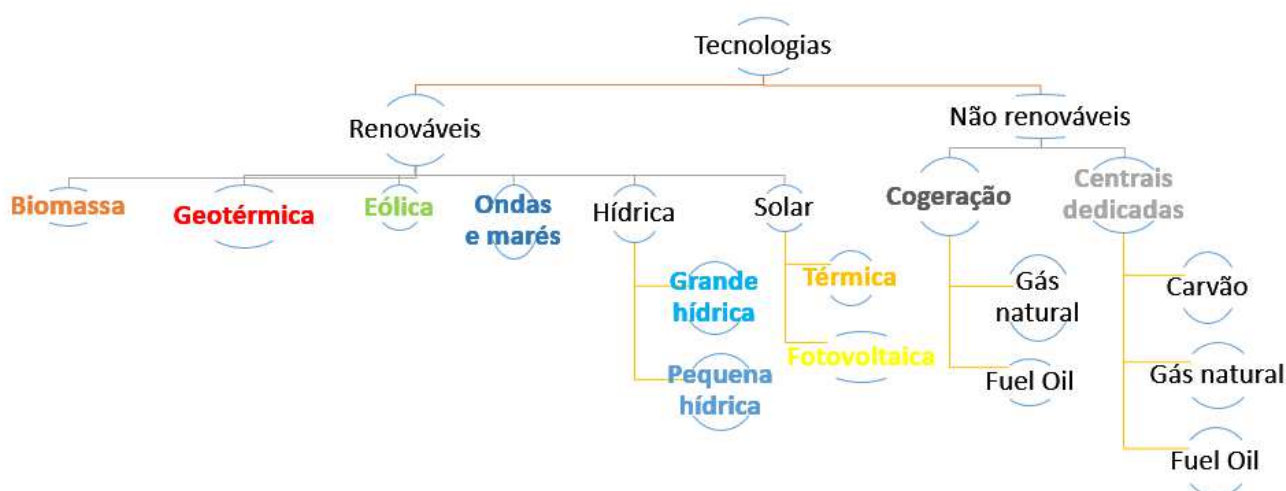 Tecnologias
Renováveis
Não renováveis
Biomassa
Geotérmica
Eólica
Ondas
e marés
Hídrica
Solar
Cogeração
Centrais
dedicadas
Grande
hídrica
Pequena
hídrica
Térmica
Fotovoltaica
Gás
natural
Fuel Oil
Carvão
Gás natural
Fuel Oil